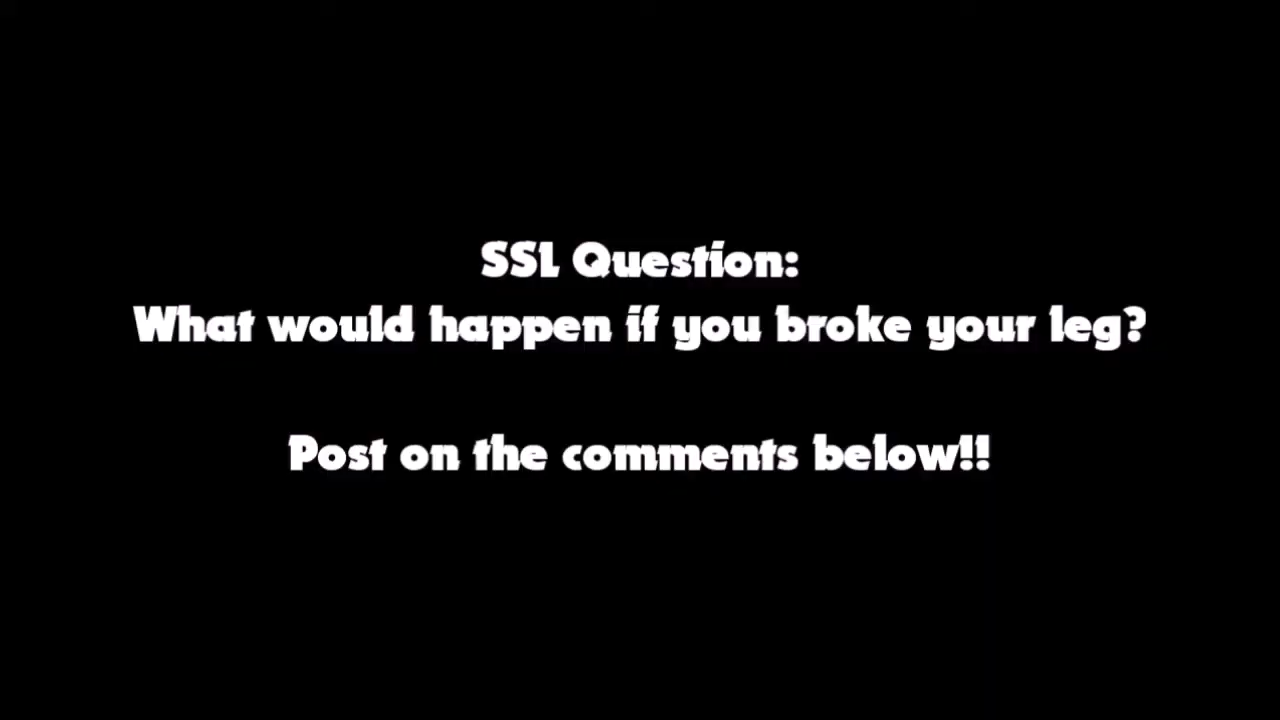 SSL Question:
What would happen if you broke your leg?
Post on the comments below!!